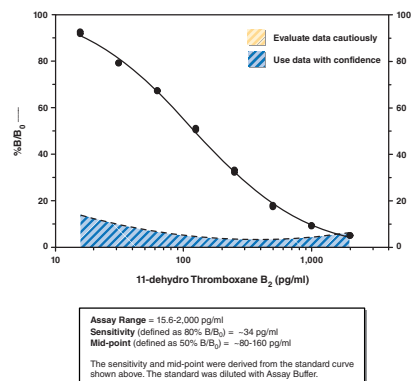 100
80
60
40
20
0
%B/B₀
100
80
60
40
20
0
Evaluate data cautiously
Use data with confidence
10
100
1,000
11-dehydro Thromboxane B₂ (pg/ml)
Assay Range = 15.6-2,000 pg/ml
Sensitivity (defined as 80% B/B₀) = ~34 pg/ml
Mid-point (defined as 50% B/B₀) = ~80-160 pg/ml
The sensitivity and mid-point were derived from the standard curve
shown above. The standard was diluted with Assay Buffer.